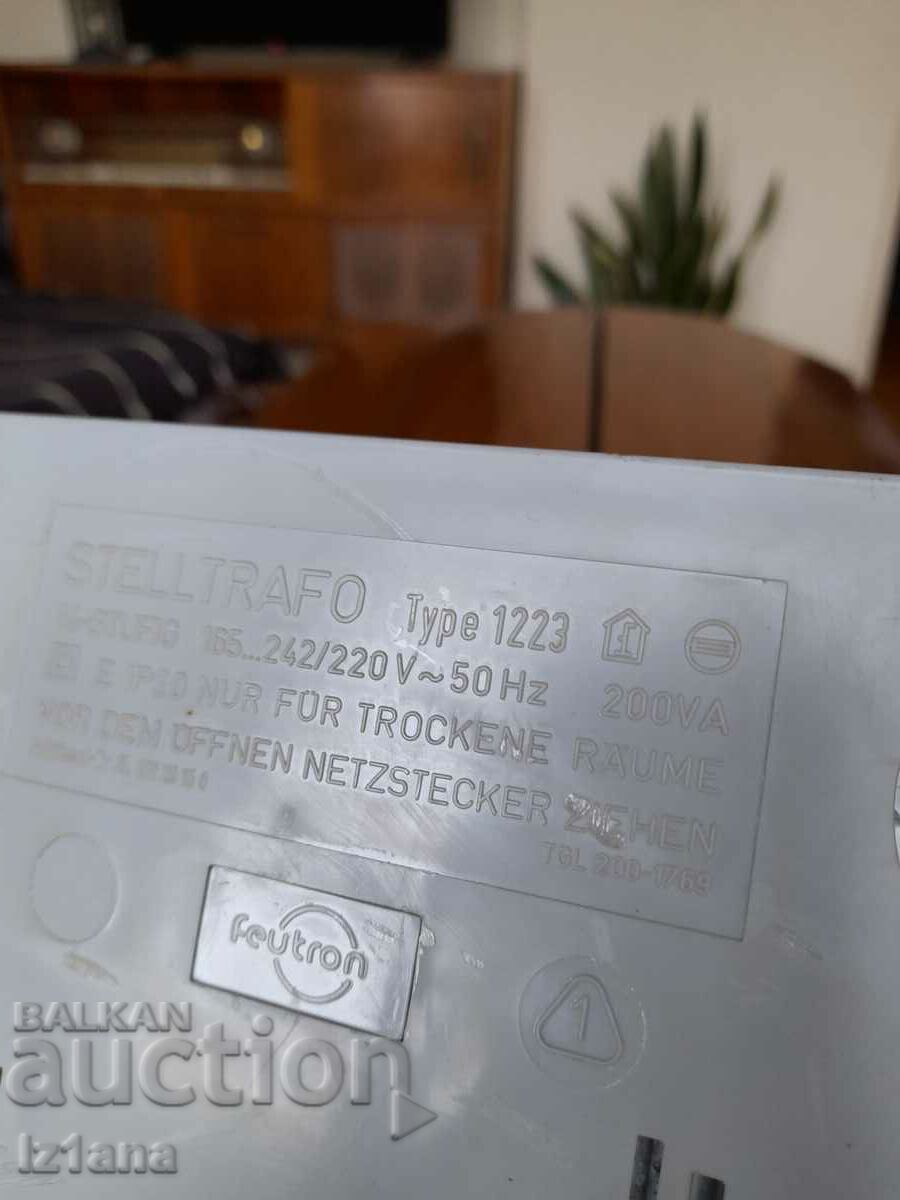 STELLTRAFO Type 1223
165...242/220 V~50 Hz 200VA
E IP20 NUR FÜR TROCKENE RÄUME
VOR DEM ÖFFNEN NETZSTECKER ZIEHEN
TGL 200-1769
feutron
1
BALKAN
auction
Iz1ana